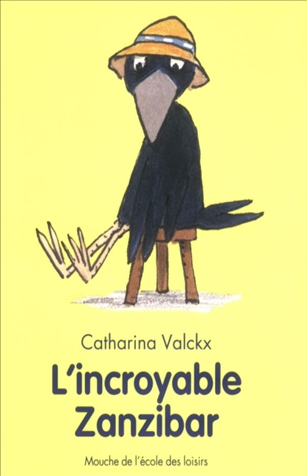 Catharina Valckx
L'incroyable
Zanzibar
Mouche de l'école des loisirs